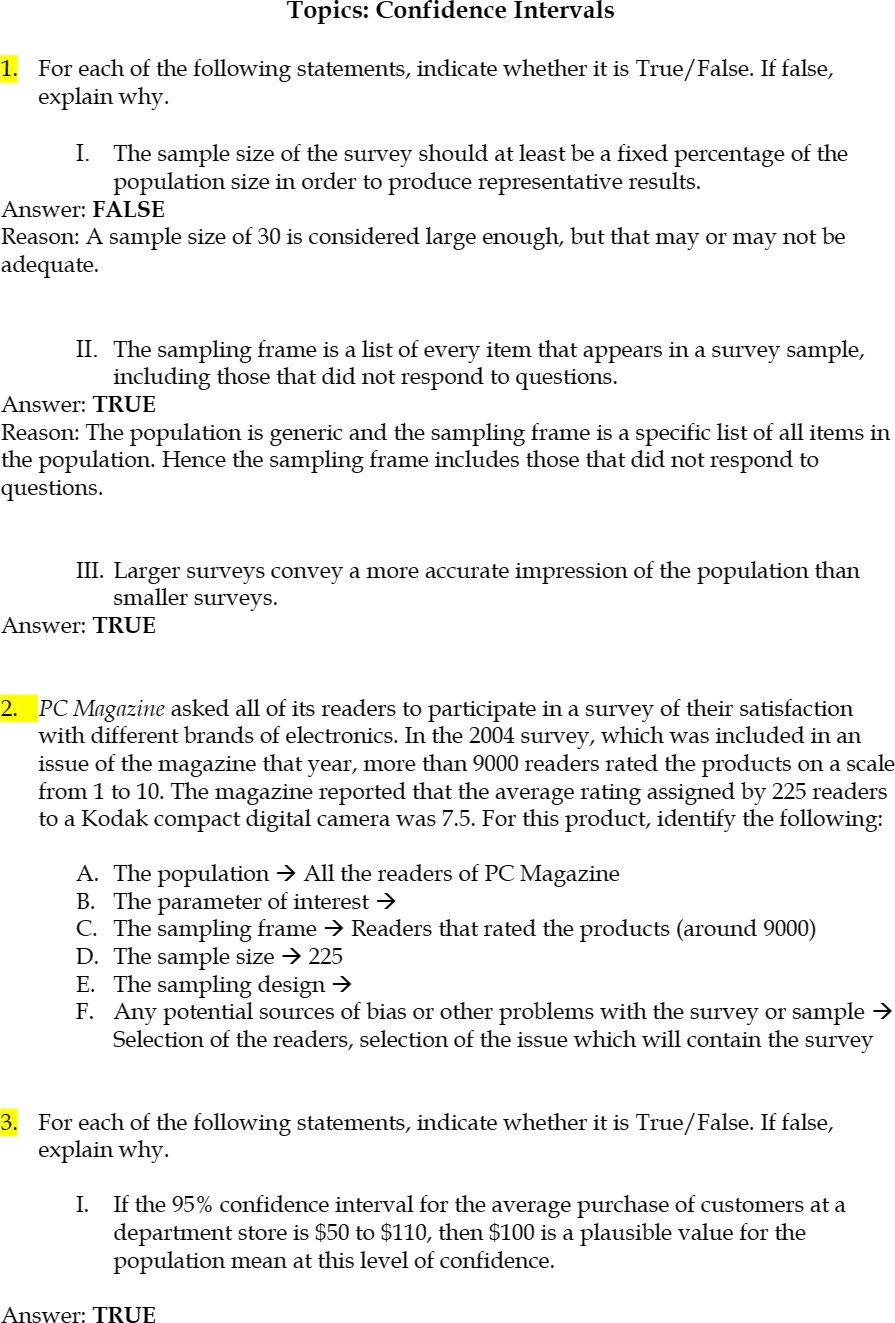 Topics: Confidence Intervals
1. For each of the following statements, indicate whether it is True/False. If false,
explain why.
I. The sample size of the survey should at least be a fixed percentage of the
population size in order to produce representative results.
Answer: FALSE
Reason: A sample size of 30 is considered large enough, but that may or may not be
adequate.
II. The sampling frame is a list of every item that appears in a survey sample,
including those that did not respond to questions.
Answer: TRUE
Reason: The population is generic and the sampling frame is a specific list of all items in
the population. Hence the sampling frame includes those that did not respond to
questions.
III. Larger surveys convey a more accurate impression of the population than
smaller surveys.
Answer: TRUE
2. PC Magazine asked all of its readers to participate in a survey of their satisfaction
with different brands of electronics. In the 2004 survey, which was included in an
issue of the magazine that year, more than 9000 readers rated the products on a scale
from 1 to 10. The magazine reported that the average rating assigned by 225 readers
to a Kodak compact digital camera was 7.5. For this product, identify the following:
A. The population → All the readers of PC Magazine
B. The parameter of interest →
C. The sampling frame → Readers that rated the products (around 9000)
D. The sample size → 225
E. The sampling design →
F. Any potential sources of bias or other problems with the survey or sample →
Selection of the readers, selection of the issue which will contain the survey
3. For each of the following statements, indicate whether it is True/False. If false,
explain why.
I. If the 95% confidence interval for the average purchase of customers at a
department store is $50 to $110, then $100 is a plausible value for the
population mean at this level of confidence.
Answer: TRUE